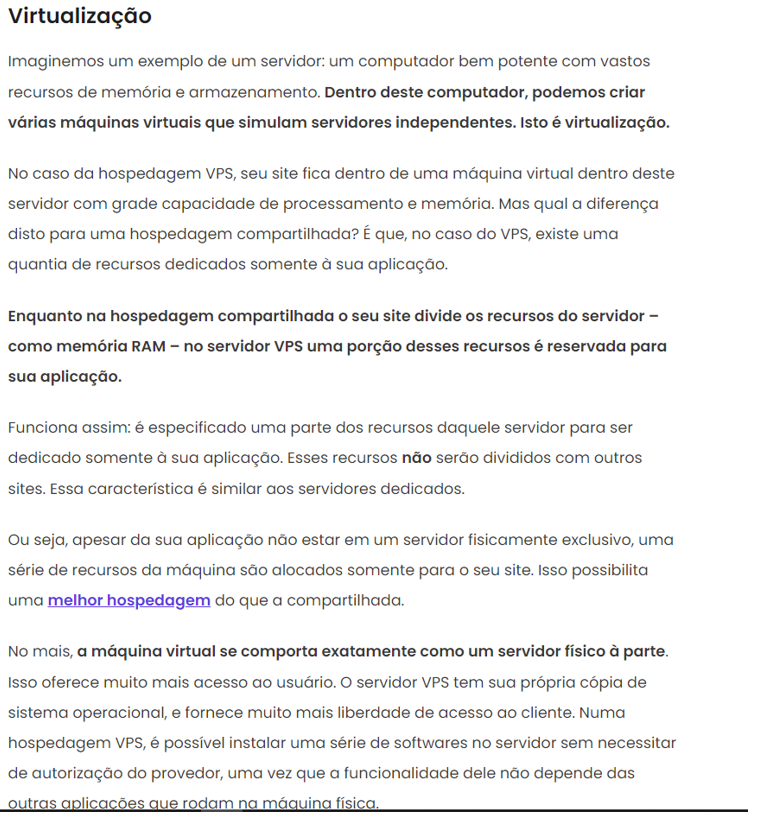 Virtualização
Imaginemos um exemplo de um servidor: um computador bem potente com vastos
recursos de memória e armazenamento. Dentro deste computador, podemos criar
várias máquinas virtuais que simulam servidores independentes. Isto é virtualização.
No caso da hospedagem VPS, seu site fica dentro de uma máquina virtual dentro deste
servidor com grade capacidade de processamento e memória. Mas qual a diferença
disto para uma hospedagem compartilhada? É que, no caso do VPS, existe uma
quantia de recursos dedicados somente à sua aplicação.
Enquanto na hospedagem compartilhada o seu site divide os recursos do servidor –
como memória RAM – no servidor VPS uma porção desses recursos é reservada para
sua aplicação.
Funciona assim: é especificado uma parte dos recursos daquele servidor para ser
dedicado somente à sua aplicação. Esses recursos não serão divididos com outros
sites. Essa característica é similar aos servidores dedicados.
Ou seja, apesar da sua aplicação não estar em um servidor fisicamente exclusivo, uma
série de recursos da máquina são alocados somente para o seu site. Isso possibilita
uma melhor hospedagem do que a compartilhada.
No mais, a máquina virtual se comporta exatamente como um servidor físico à parte.
Isso oferece muito mais acesso ao usuário. O servidor VPS tem sua própria cópia de
sistema operacional, e fornece muito mais liberdade de acesso ao cliente. Numa
hospedagem VPS, é possível instalar uma série de softwares no servidor sem necessitar
de autorização do provedor, uma vez que a funcionalidade dele não depende das
outras aplicações que rodam na máquina física.